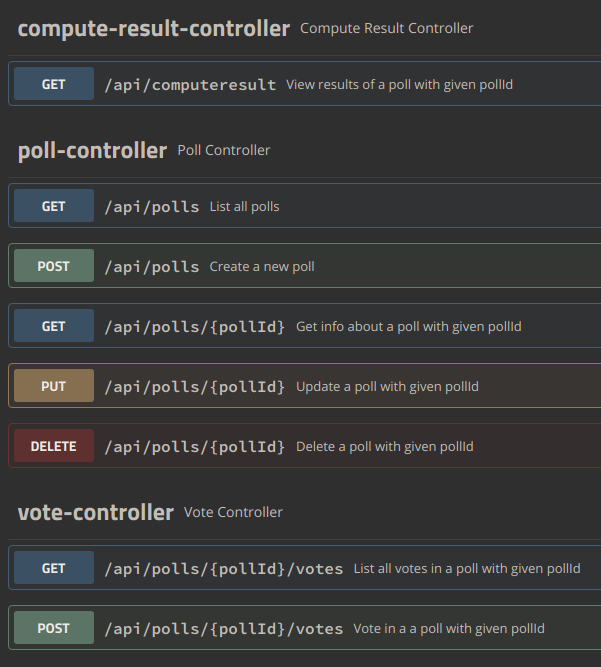 compute-result-controller Compute Result Controller
GET /api/computeresult View results of a poll with given pollId
poll-controller Poll Controller
GET /api/polls List all polls
POST /api/polls Create a new poll
GET /api/polls/{pollId} Get info about a poll with given pollId
PUT /api/polls/{pollId} Update a poll with given pollId
DELETE /api/polls/{pollId} Delete a poll with given pollId
vote-controller Vote Controller
GET /api/polls/{pollId}/votes List all votes in a poll with given pollId
POST /api/polls/{pollId}/votes Vote in a a poll with given pollId